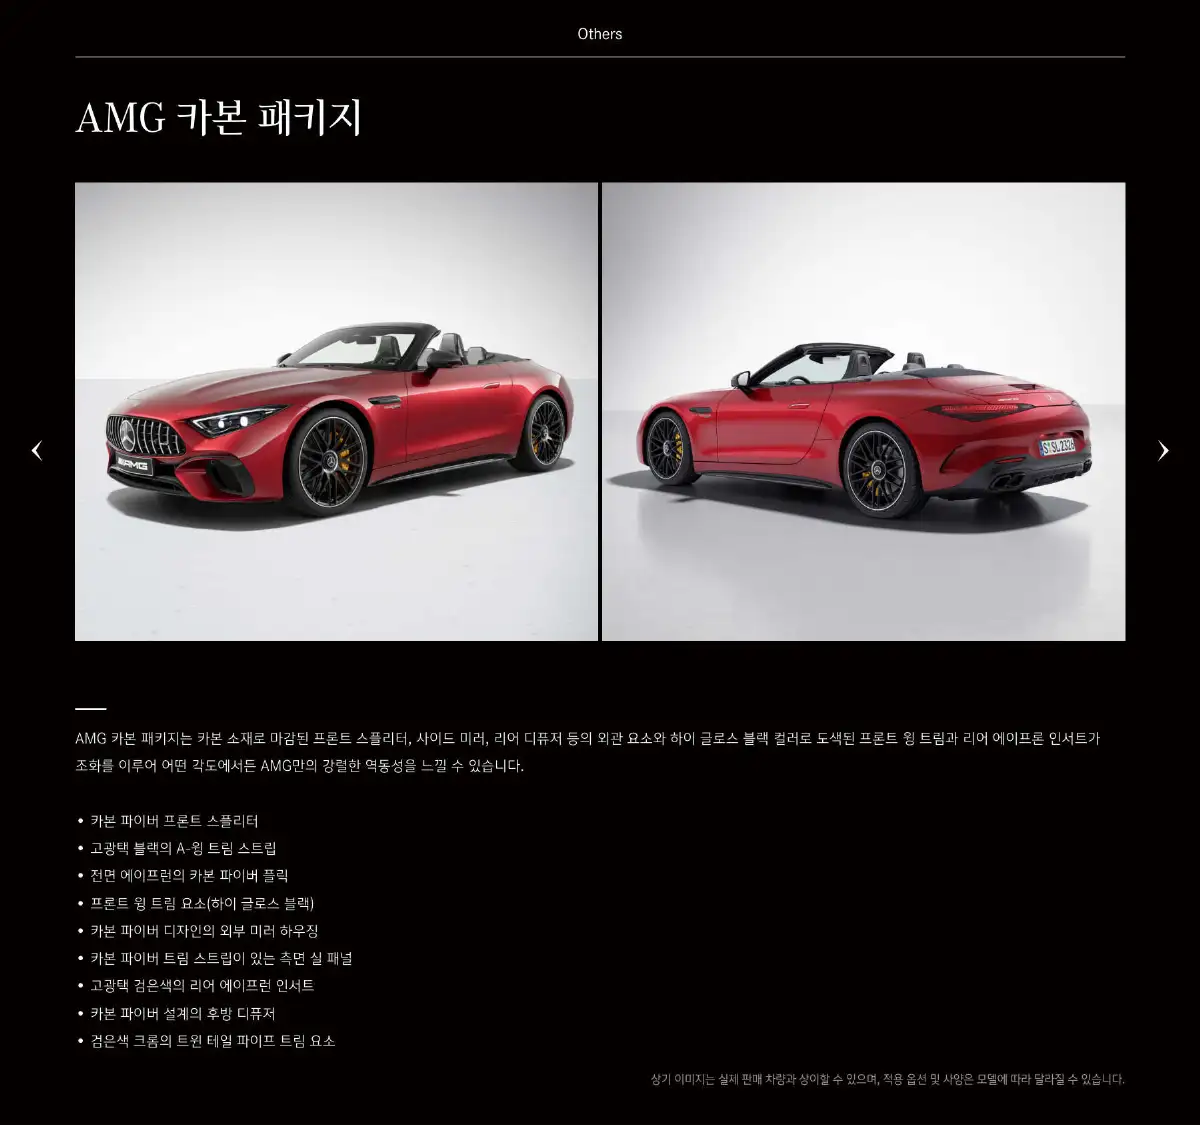 Others
AMG 카본 패키지
AMG
S:SL2326
AMG 카본 패키지는 카본 소재로 마감된 프론트 스플리터, 사이드 미러, 리어 디퓨저 등의 외관 요소와 하이 글로스 블랙 컬러로 도색된 프론트 윙 트림과 리어 에이프론 인서트가
조화를 이루어 어떤 각도에서든 AMG만의 강렬한 역동성을 느낄 수 있습니다.
• 카본 파이버 프론트 스플리터
• 고광택 블랙의 A-윙 트림 스트립
• 전면 에이프런의 카본 파이버 플릭
• 프론트 윙 트림 요소(하이 글로스 블랙)
• 카본 파이버 디자인의 외부 미러 하우징
• 카본 파이버 트림 스트립이 있는 측면 실 패널
• 고광택 검은색의 리어 에이프런 인서트
• 카본 파이버 설계의 후방 디퓨저
• 검은색 크롬의 트윈 테일 파이프 트림 요소
상기 이미지는 실제 판매 차량과 상이할 수 있으며, 적용 옵션 및 사양은 모델에 따라 달라질 수 있습니다.